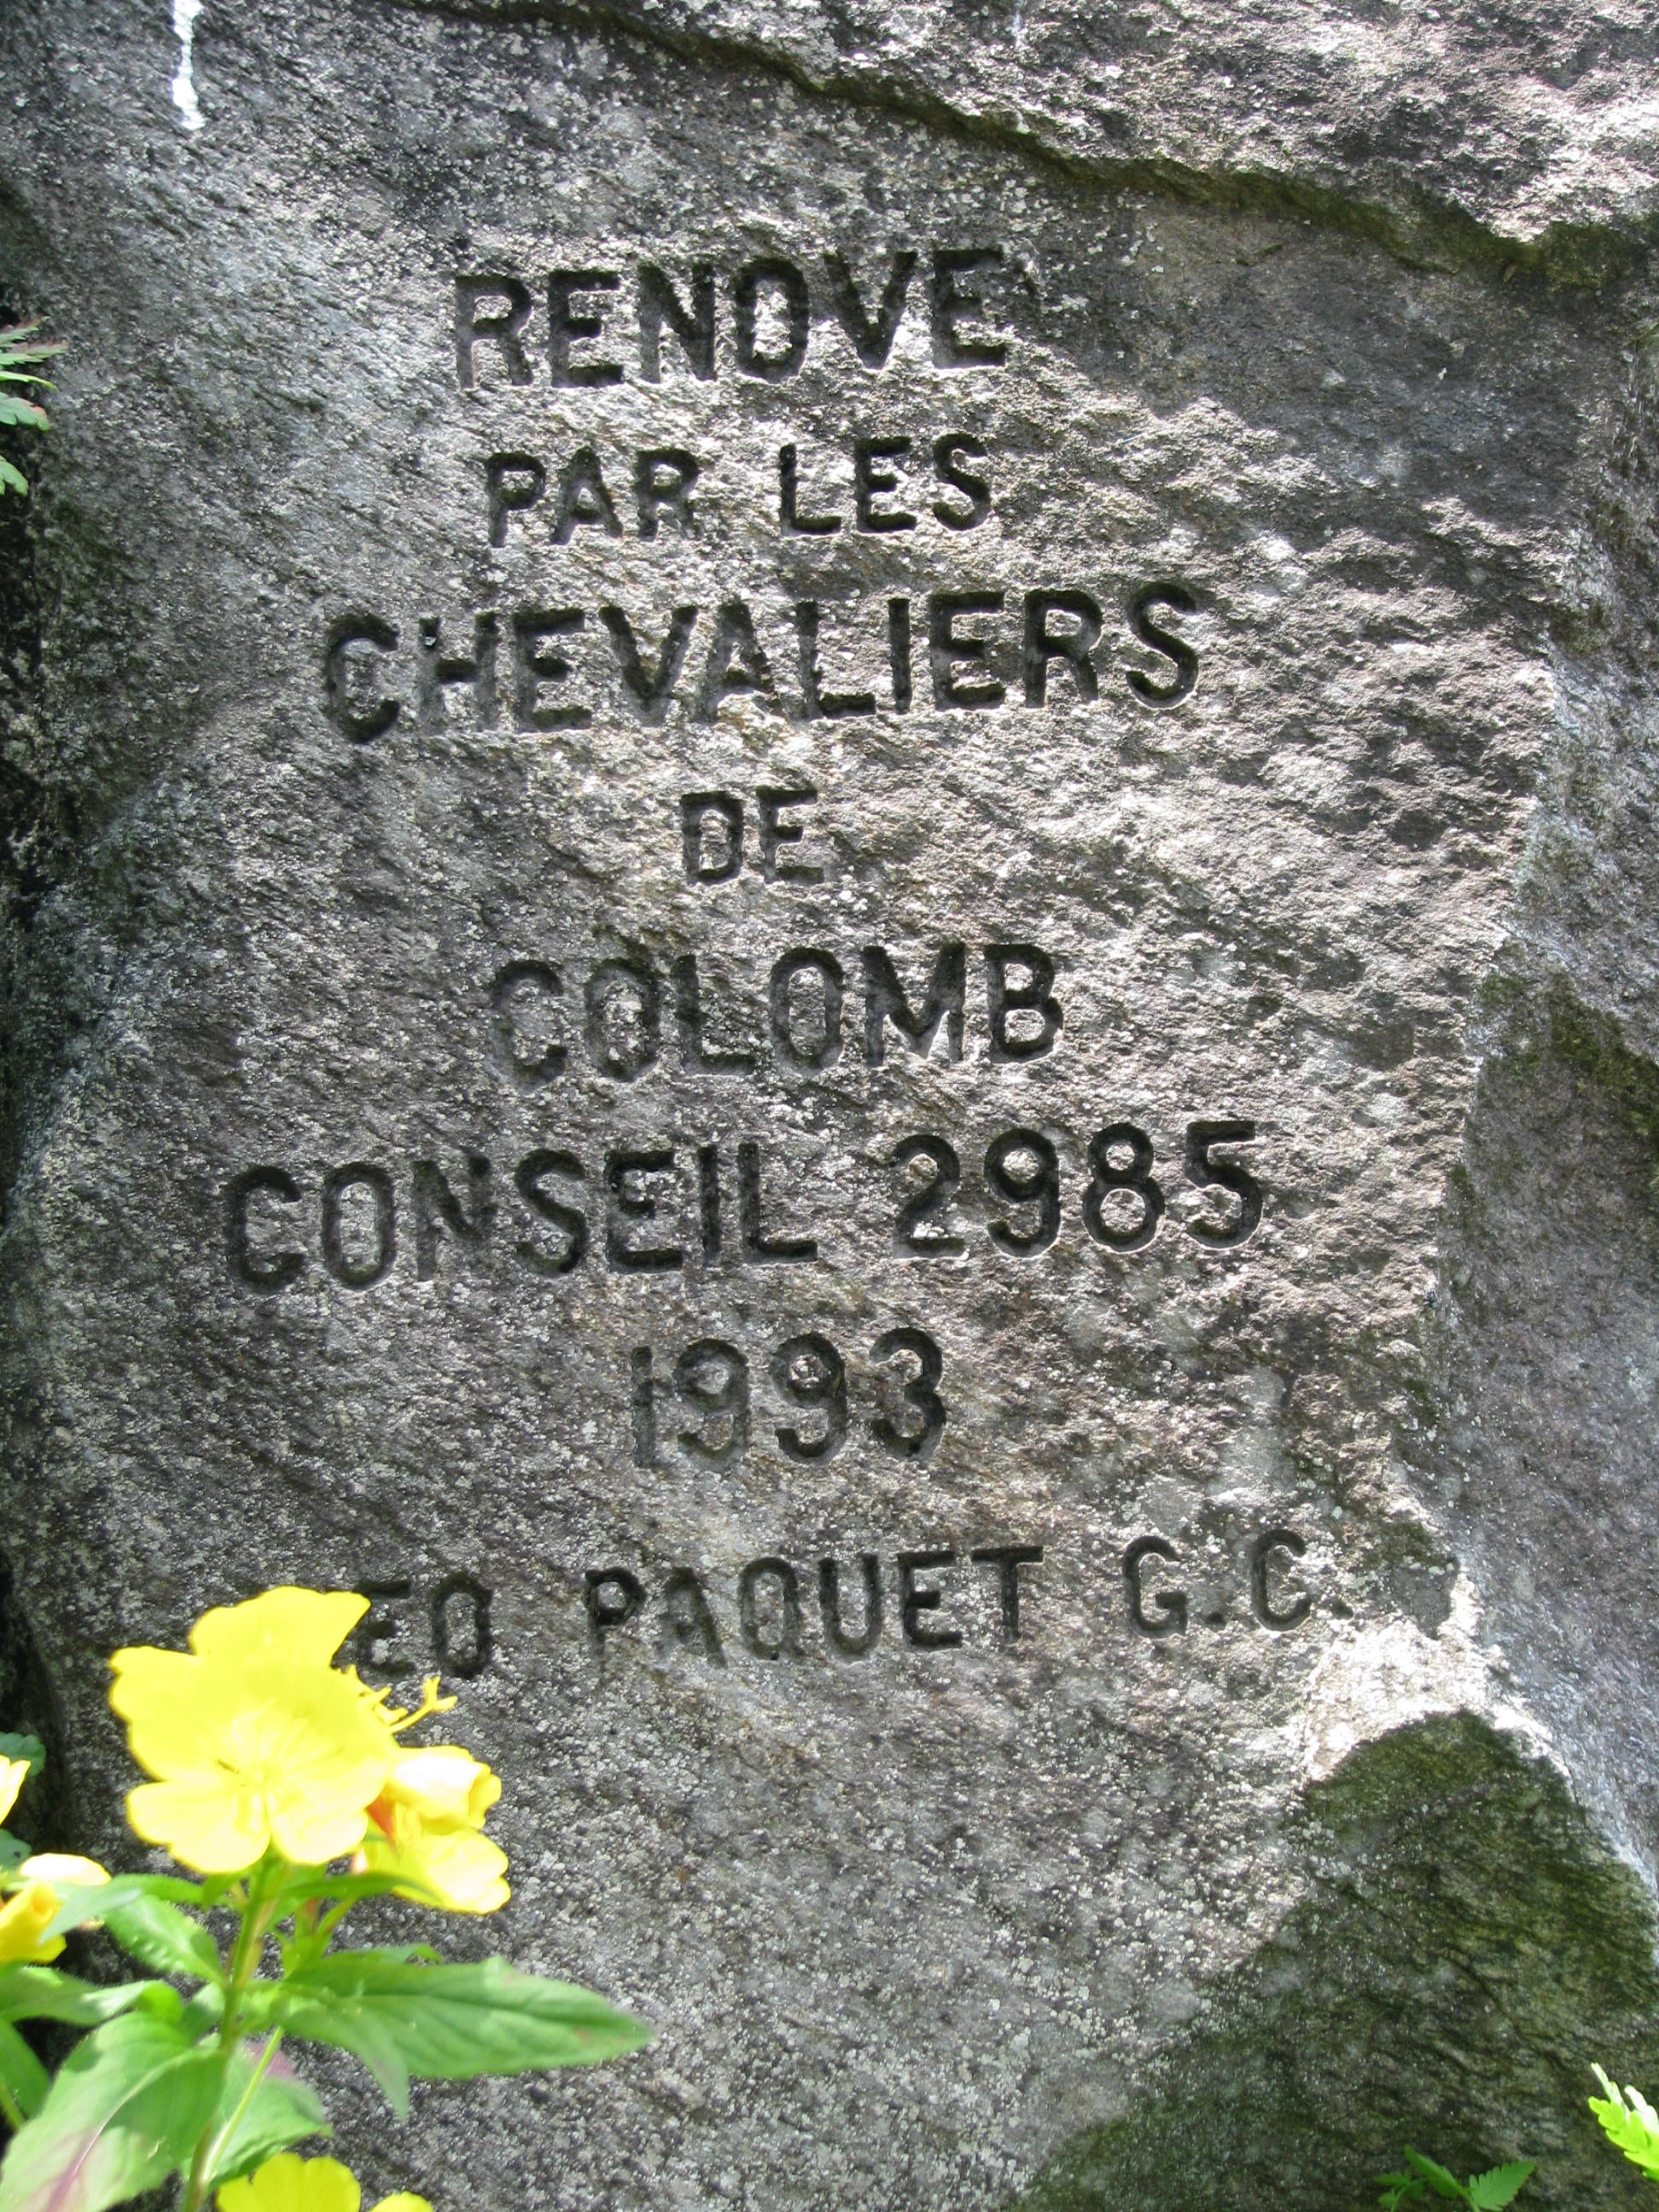 RENOVE
PAR LES
CHEVALIERS
DE
COLOMB
CONSEIL 2985
1993
PAQUET G.C.